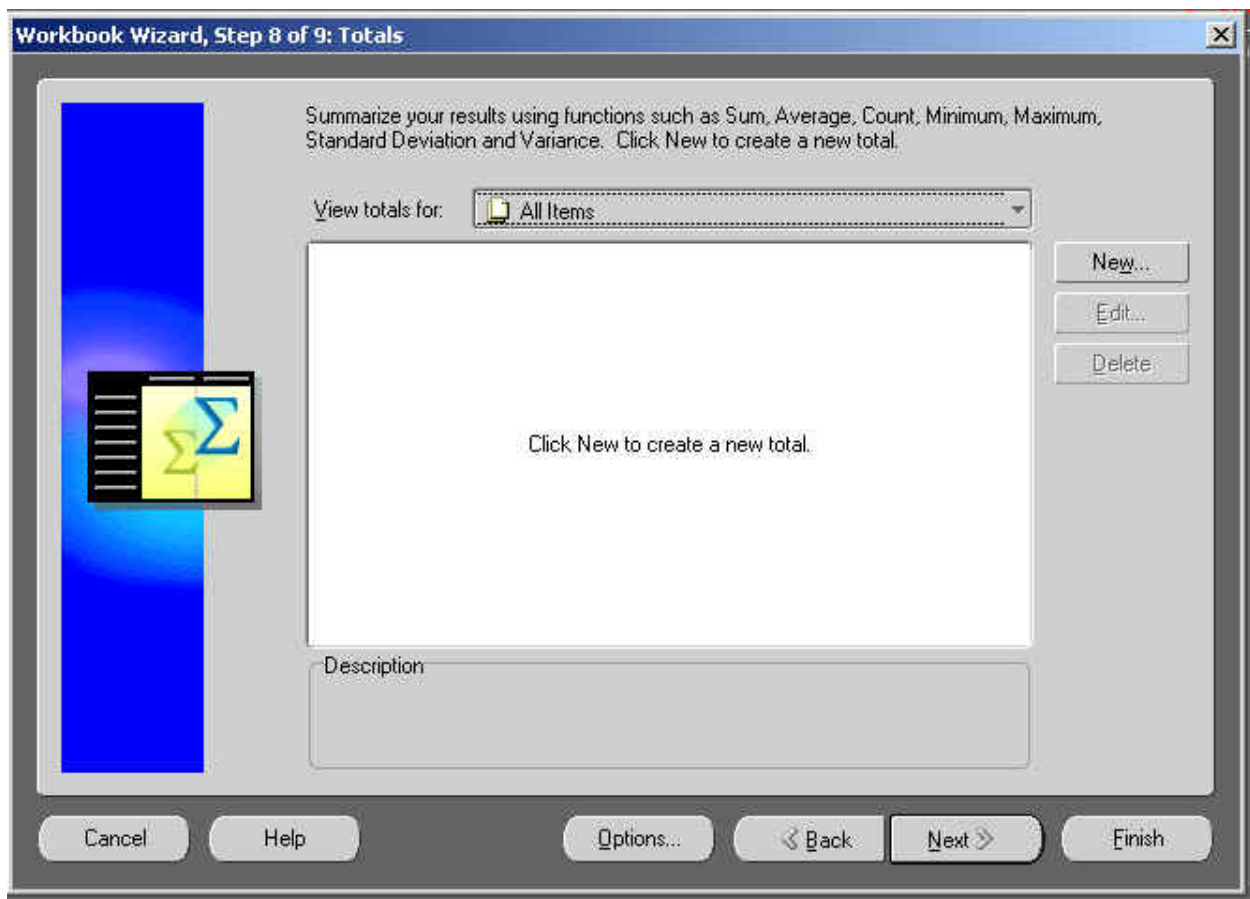 Workbook Wizard, Step 8 of 9: Totals
Summarize your results using functions such as Sum, Average, Count, Minimum, Maximum,
Standard Deviation and Variance. Click New to create a new total.
View totals for: All Items
New...
Edit...
Delete
Click New to create a new total.
Description
Cancel Help Options... Back Next Finish